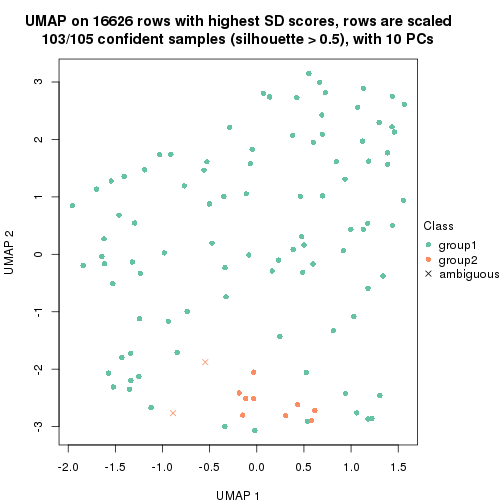 UMAP on 16626 rows with highest SD scores, rows are scaled
103/105 confident samples (silhouette > 0.5), with 10 PCs
3
2
1
0
-1
-2
-3
UMAP 2
-2.0
-1.5
-1.0
-0.5
0.0
0.5
1.0
1.5
UMAP 1
Class
group1
group2
ambiguous